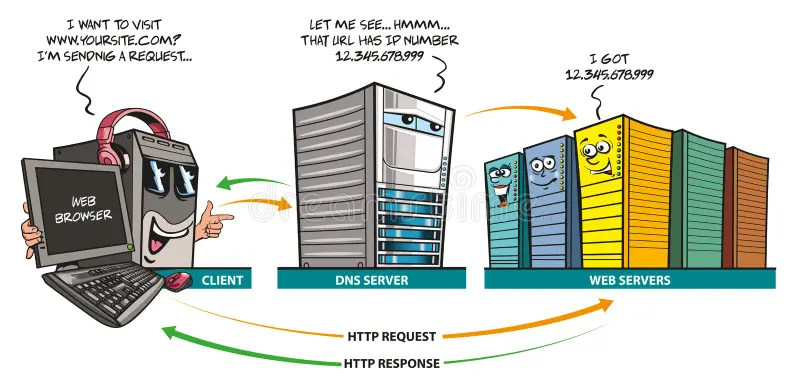 I WANT TO VISIT
WWW.YOURSITE.COM?
I'M SENDNIG A REQUEST...
LET ME SEE... HMMM...
THAT URL HAS IP NUMBER
12.345.678.999
I GOT
12.345.678.999
WEB
BROWSER
CLIENT
DNS SERVER
WEB SERVERS
HTTP REQUEST
HTTP RESPONSE
dreamstime